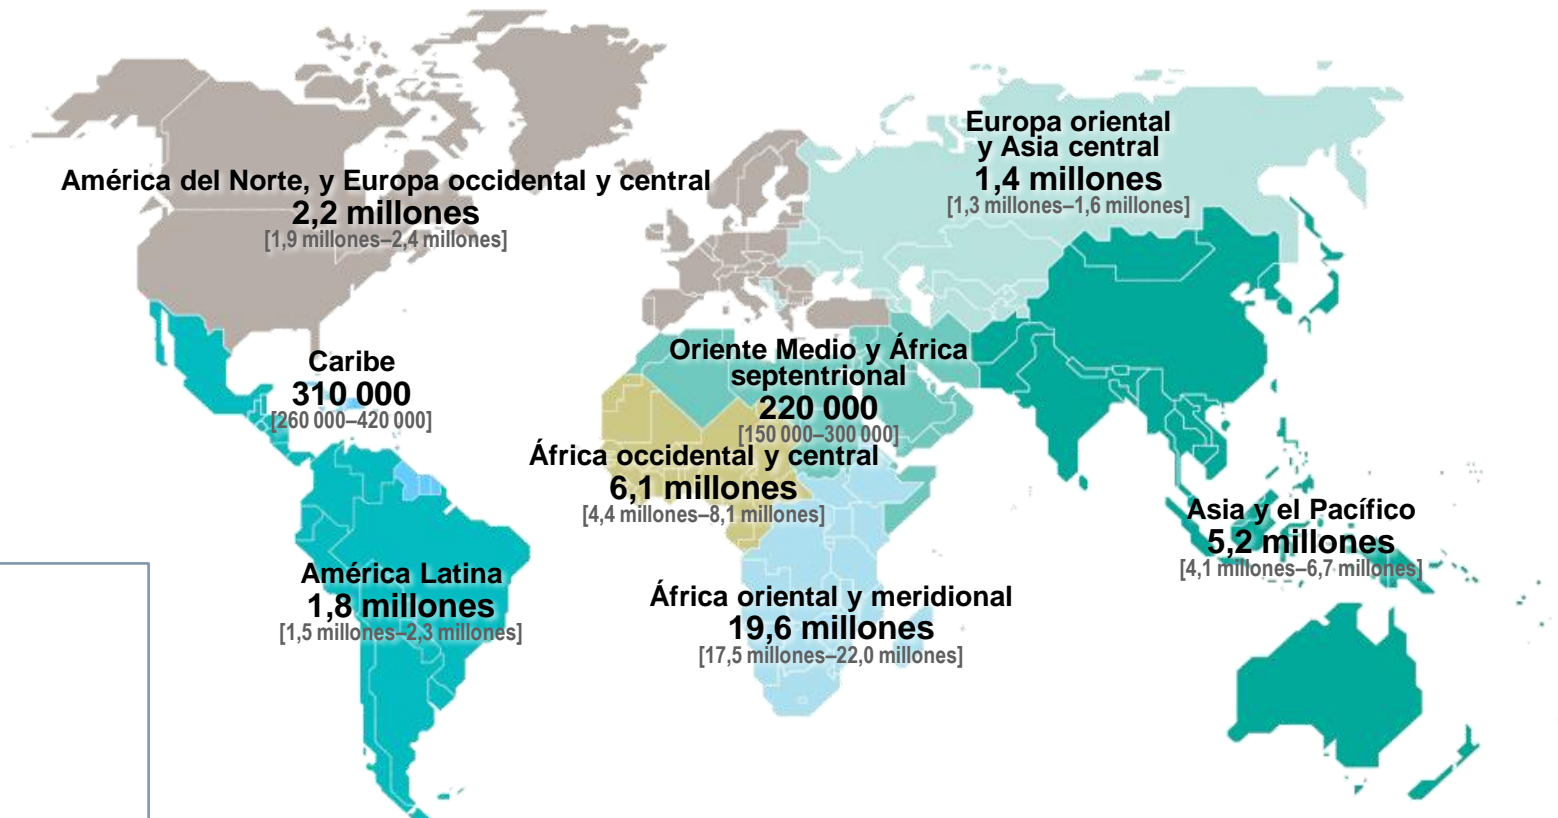 América del Norte, y Europa occidental y central
2,2 millones
[1,9 millones–2,4 millones]
Europa oriental
y Asia central
1,4 millones
[1,3 millones–1,6 millones]
Caribe
310 000
[260 000–420 000]
Oriente Medio y África
septentrional
220 000
[150 000–300 000]
África occidental y central
6,1 millones
[4,4 millones–8,1 millones]
Asia y el Pacífico
5,2 millones
[4,1 millones–6,7 millones]
América Latina
1,8 millones
[1,5 millones–2,3 millones]
África oriental y meridional
19,6 millones
[17,5 millones–22,0 millones]